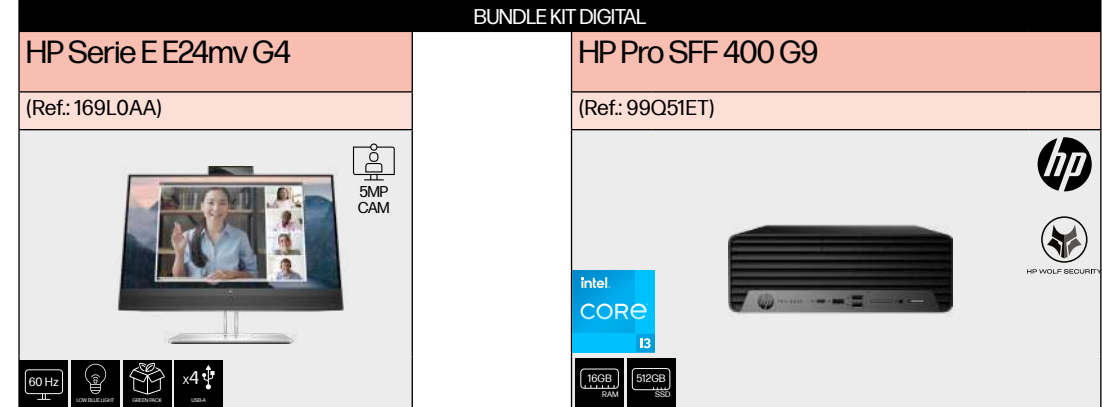 BUNDLE KIT DIGITAL
HP Serie E E24mv G4
(Ref.: 169L0AA)
5MP
CAM
60 Hz
LOW BLUE LIGHT
GREEN PACK
x4
USB-A
HP Pro SFF 400 G9
(Ref.: 99Q51ET)
hp
HP WOLF SECURITY
intel.
CORE
i3
16GB
RAM
512GB
SSD